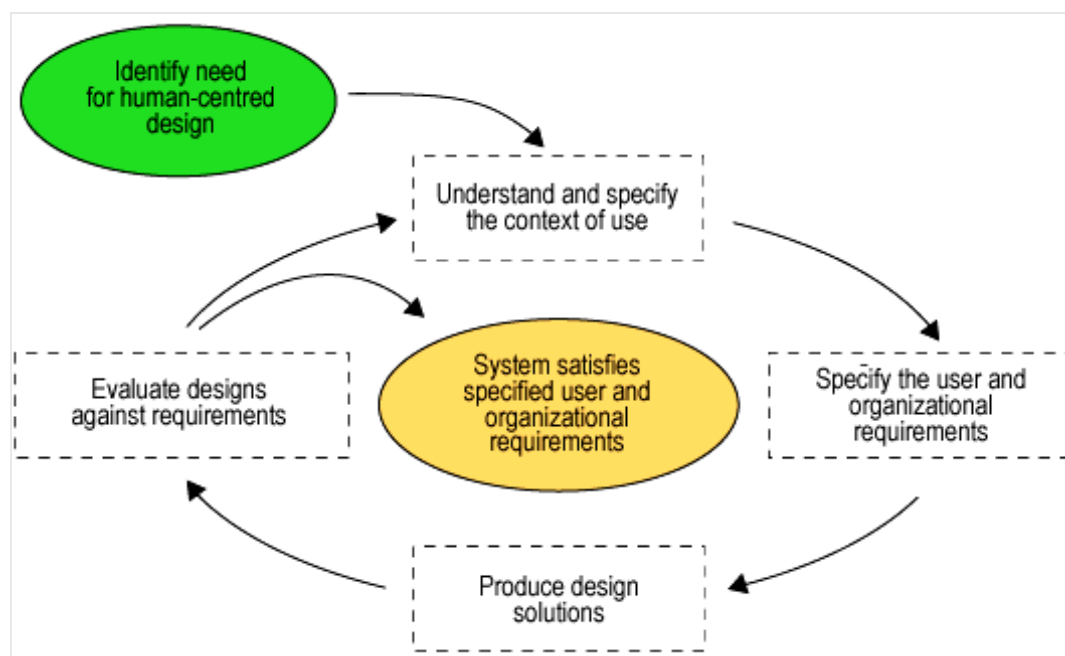 Identify need
for human-centred
design
Understand and specify
the context of use
Specify the user and
organizational
requirements
Produce design
solutions
Evaluate designs
against requirements
System satisfies
specified user and
organizational
requirements